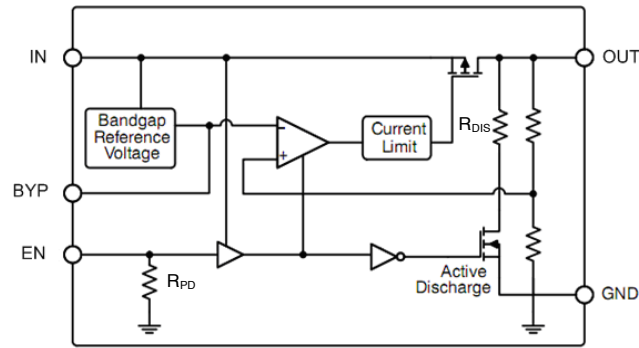 IN
OUT
Bandgap
Reference
Voltage
-
+
Current
Limit
RDIS
BYP
EN
RPD
Active
Discharge
GND